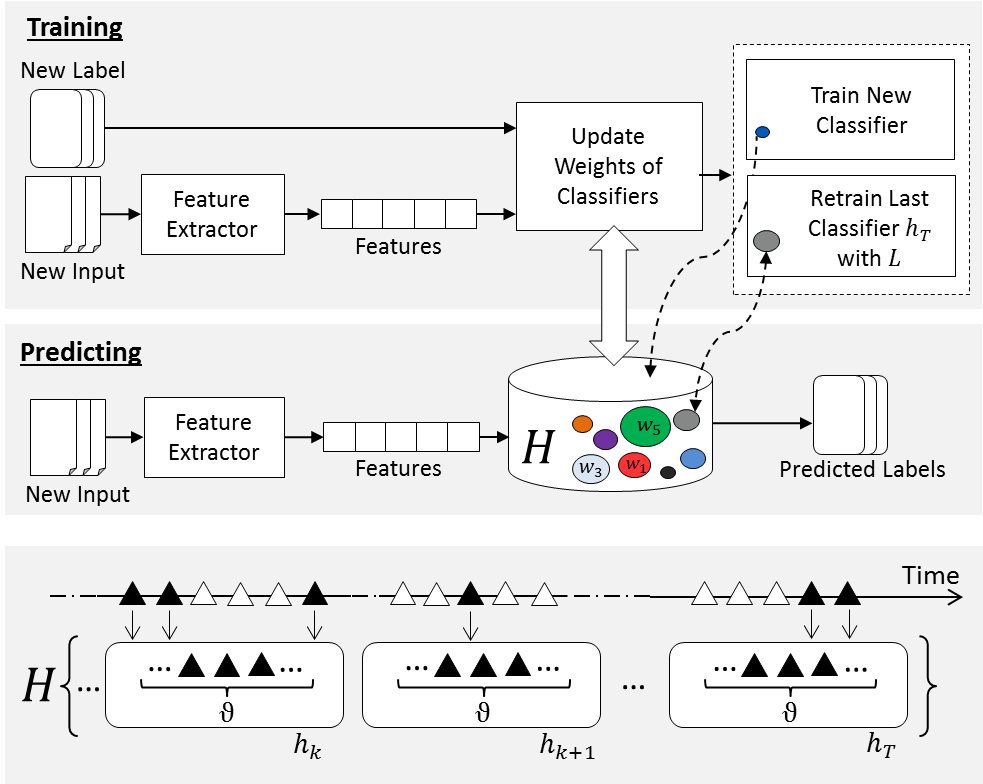 Training
New Label
New Input
Feature
Extractor
Features
Update
Weights of
Classifiers
Train New
Classifier
Retrain Last
Classifier h_T
with L
Predicting
New Input
Feature
Extractor
Features
H
w_5
w_3
w_1
Predicted Labels
Time
H
...
... ...
ϑ
h_k
... ...
ϑ
h_{k+1}
...
... ...
ϑ
h_T